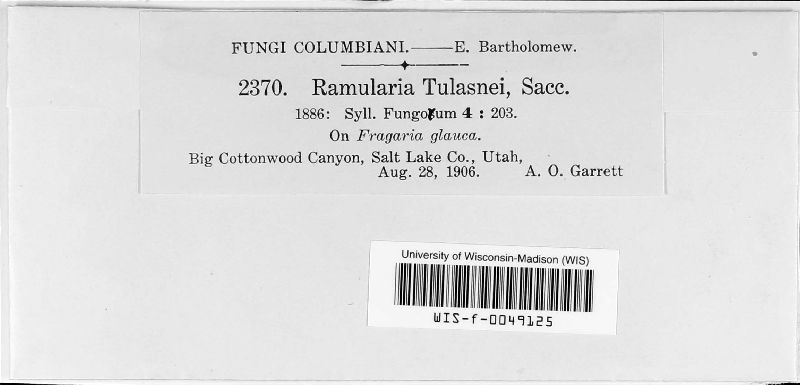 FUNGI COLUMBIANI.——E. Bartholomew.
2370. Ramularia Tulasnei, Sacc.
1886: Syll. Fungorum 4 : 203.
On Fragaria glauca.
Big Cottonwood Canyon, Salt Lake Co., Utah,
Aug. 28, 1906. A. O. Garrett
University of Wisconsin-Madison (WIS)
WIS-f-0049125